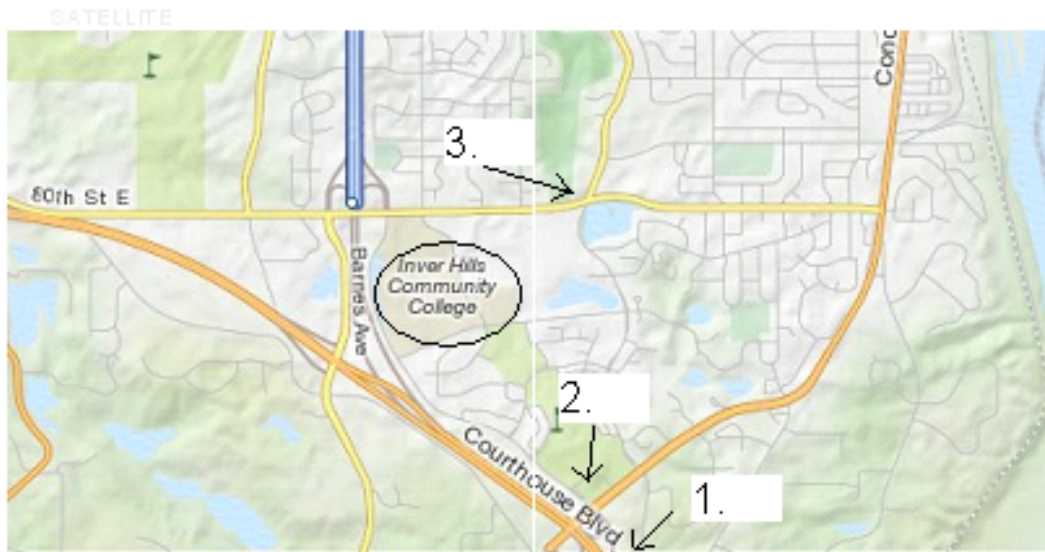 SATELLITE
Conc
3.
80th St E
Barnes Ave
Inver Hills
Community
College
2.
Courthouse Blvd
1.